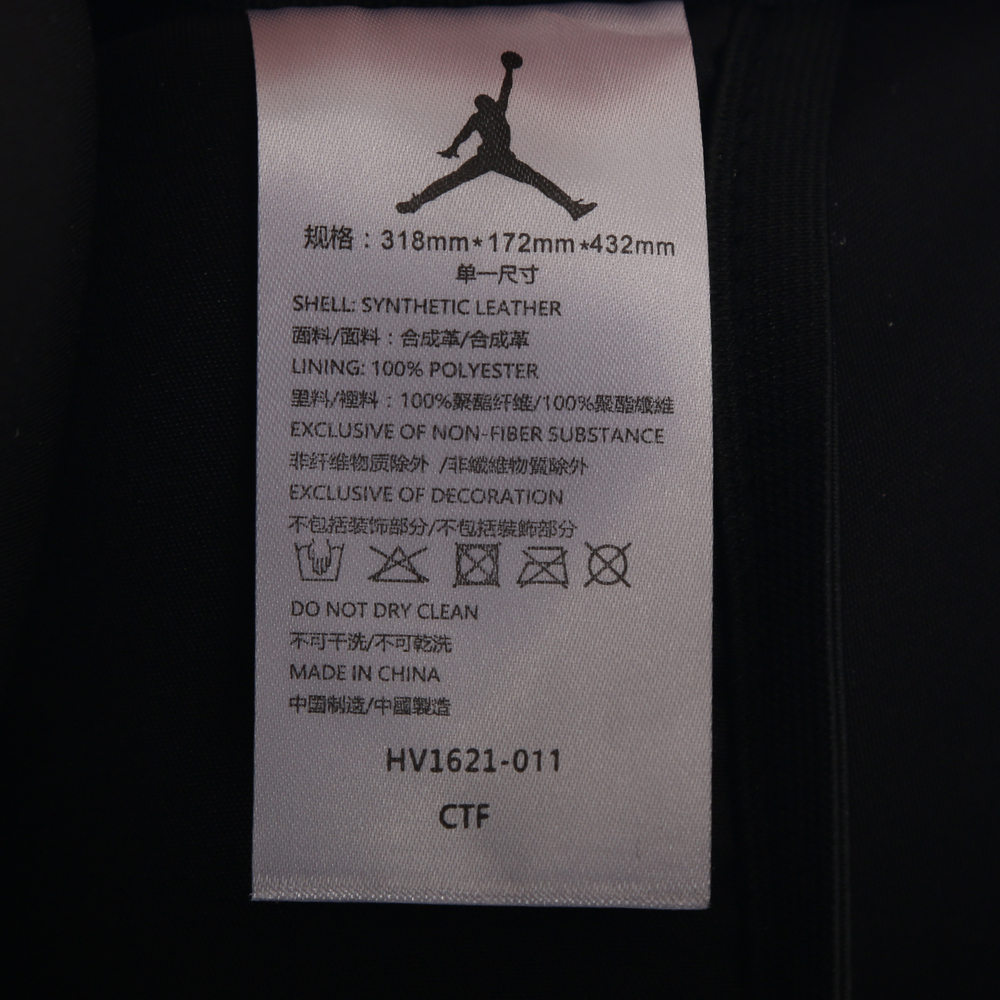 规格：318mm*172mm*432mm
单一尺寸
SHELL: SYNTHETIC LEATHER
面料/面料：合成革/合成革
LINING: 100% POLYESTER
里料/裡料：100%聚酯纤维/100%聚酯纖維
EXCLUSIVE OF NON-FIBER SUBSTANCE
非纤维物质除外 /非纖維物質除外
EXCLUSIVE OF DECORATION
不包括装饰部分/不包括裝飾部分
DO NOT DRY CLEAN
不可干洗/不可乾洗
MADE IN CHINA
中国制造/中國製造
HV1621-011
CTF